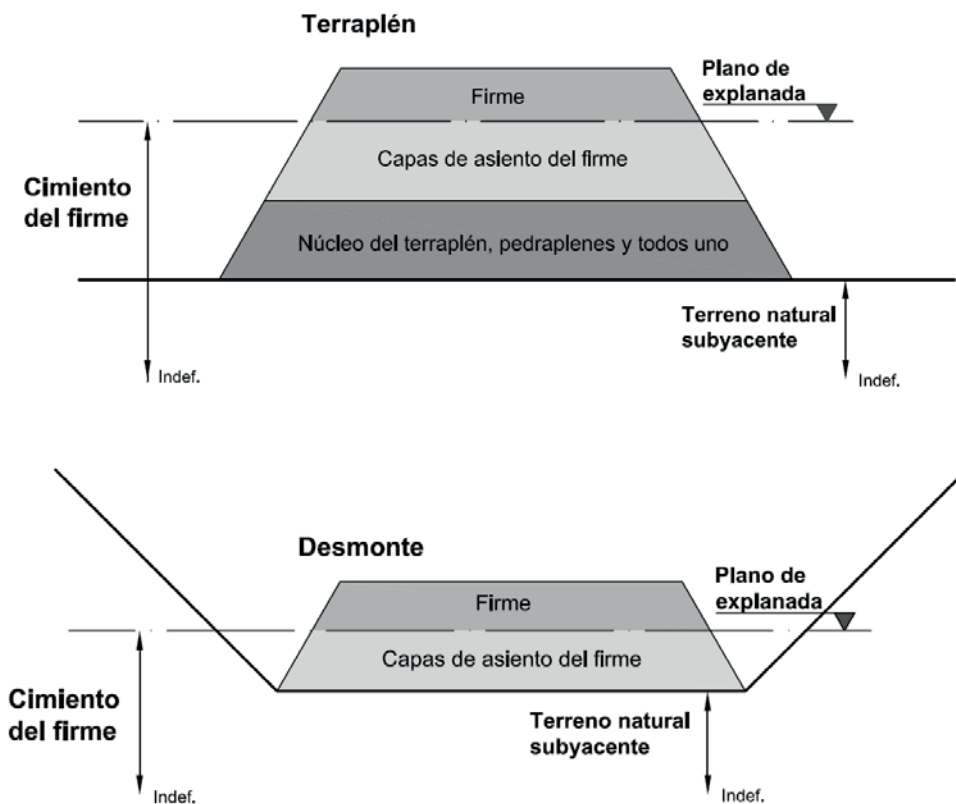 Terraplén
Plano de
explanada
Firme
Capas de asiento del firme
Cimiento
del firme
Núcleo del terraplén, pedraplenes y todos uno
Terreno natural
subyacente
Indef.
Indef.
Desmonte
Plano de
explanada
Firme
Capas de asiento del firme
Cimiento
del firme
Terreno natural
subyacente
Indef.
Indef.